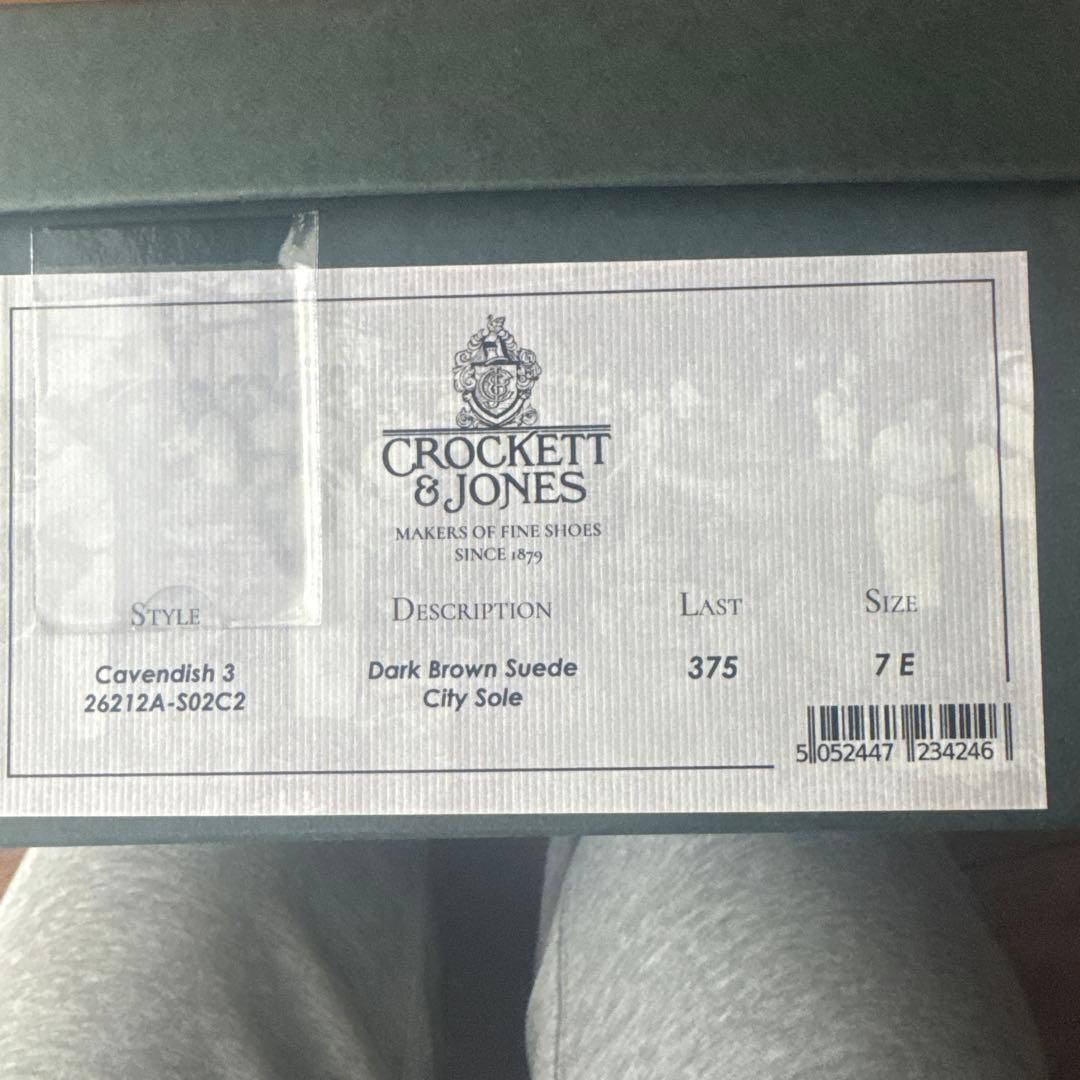 CROCKETT
& JONES
MAKERS OF FINE SHOES
SINCE 1879
STYLE DESCRIPTION LAST SIZE
Cavendish 3 Dark Brown Suede 375 7 E
26212A-S02C2 City Sole
5 052447 234246